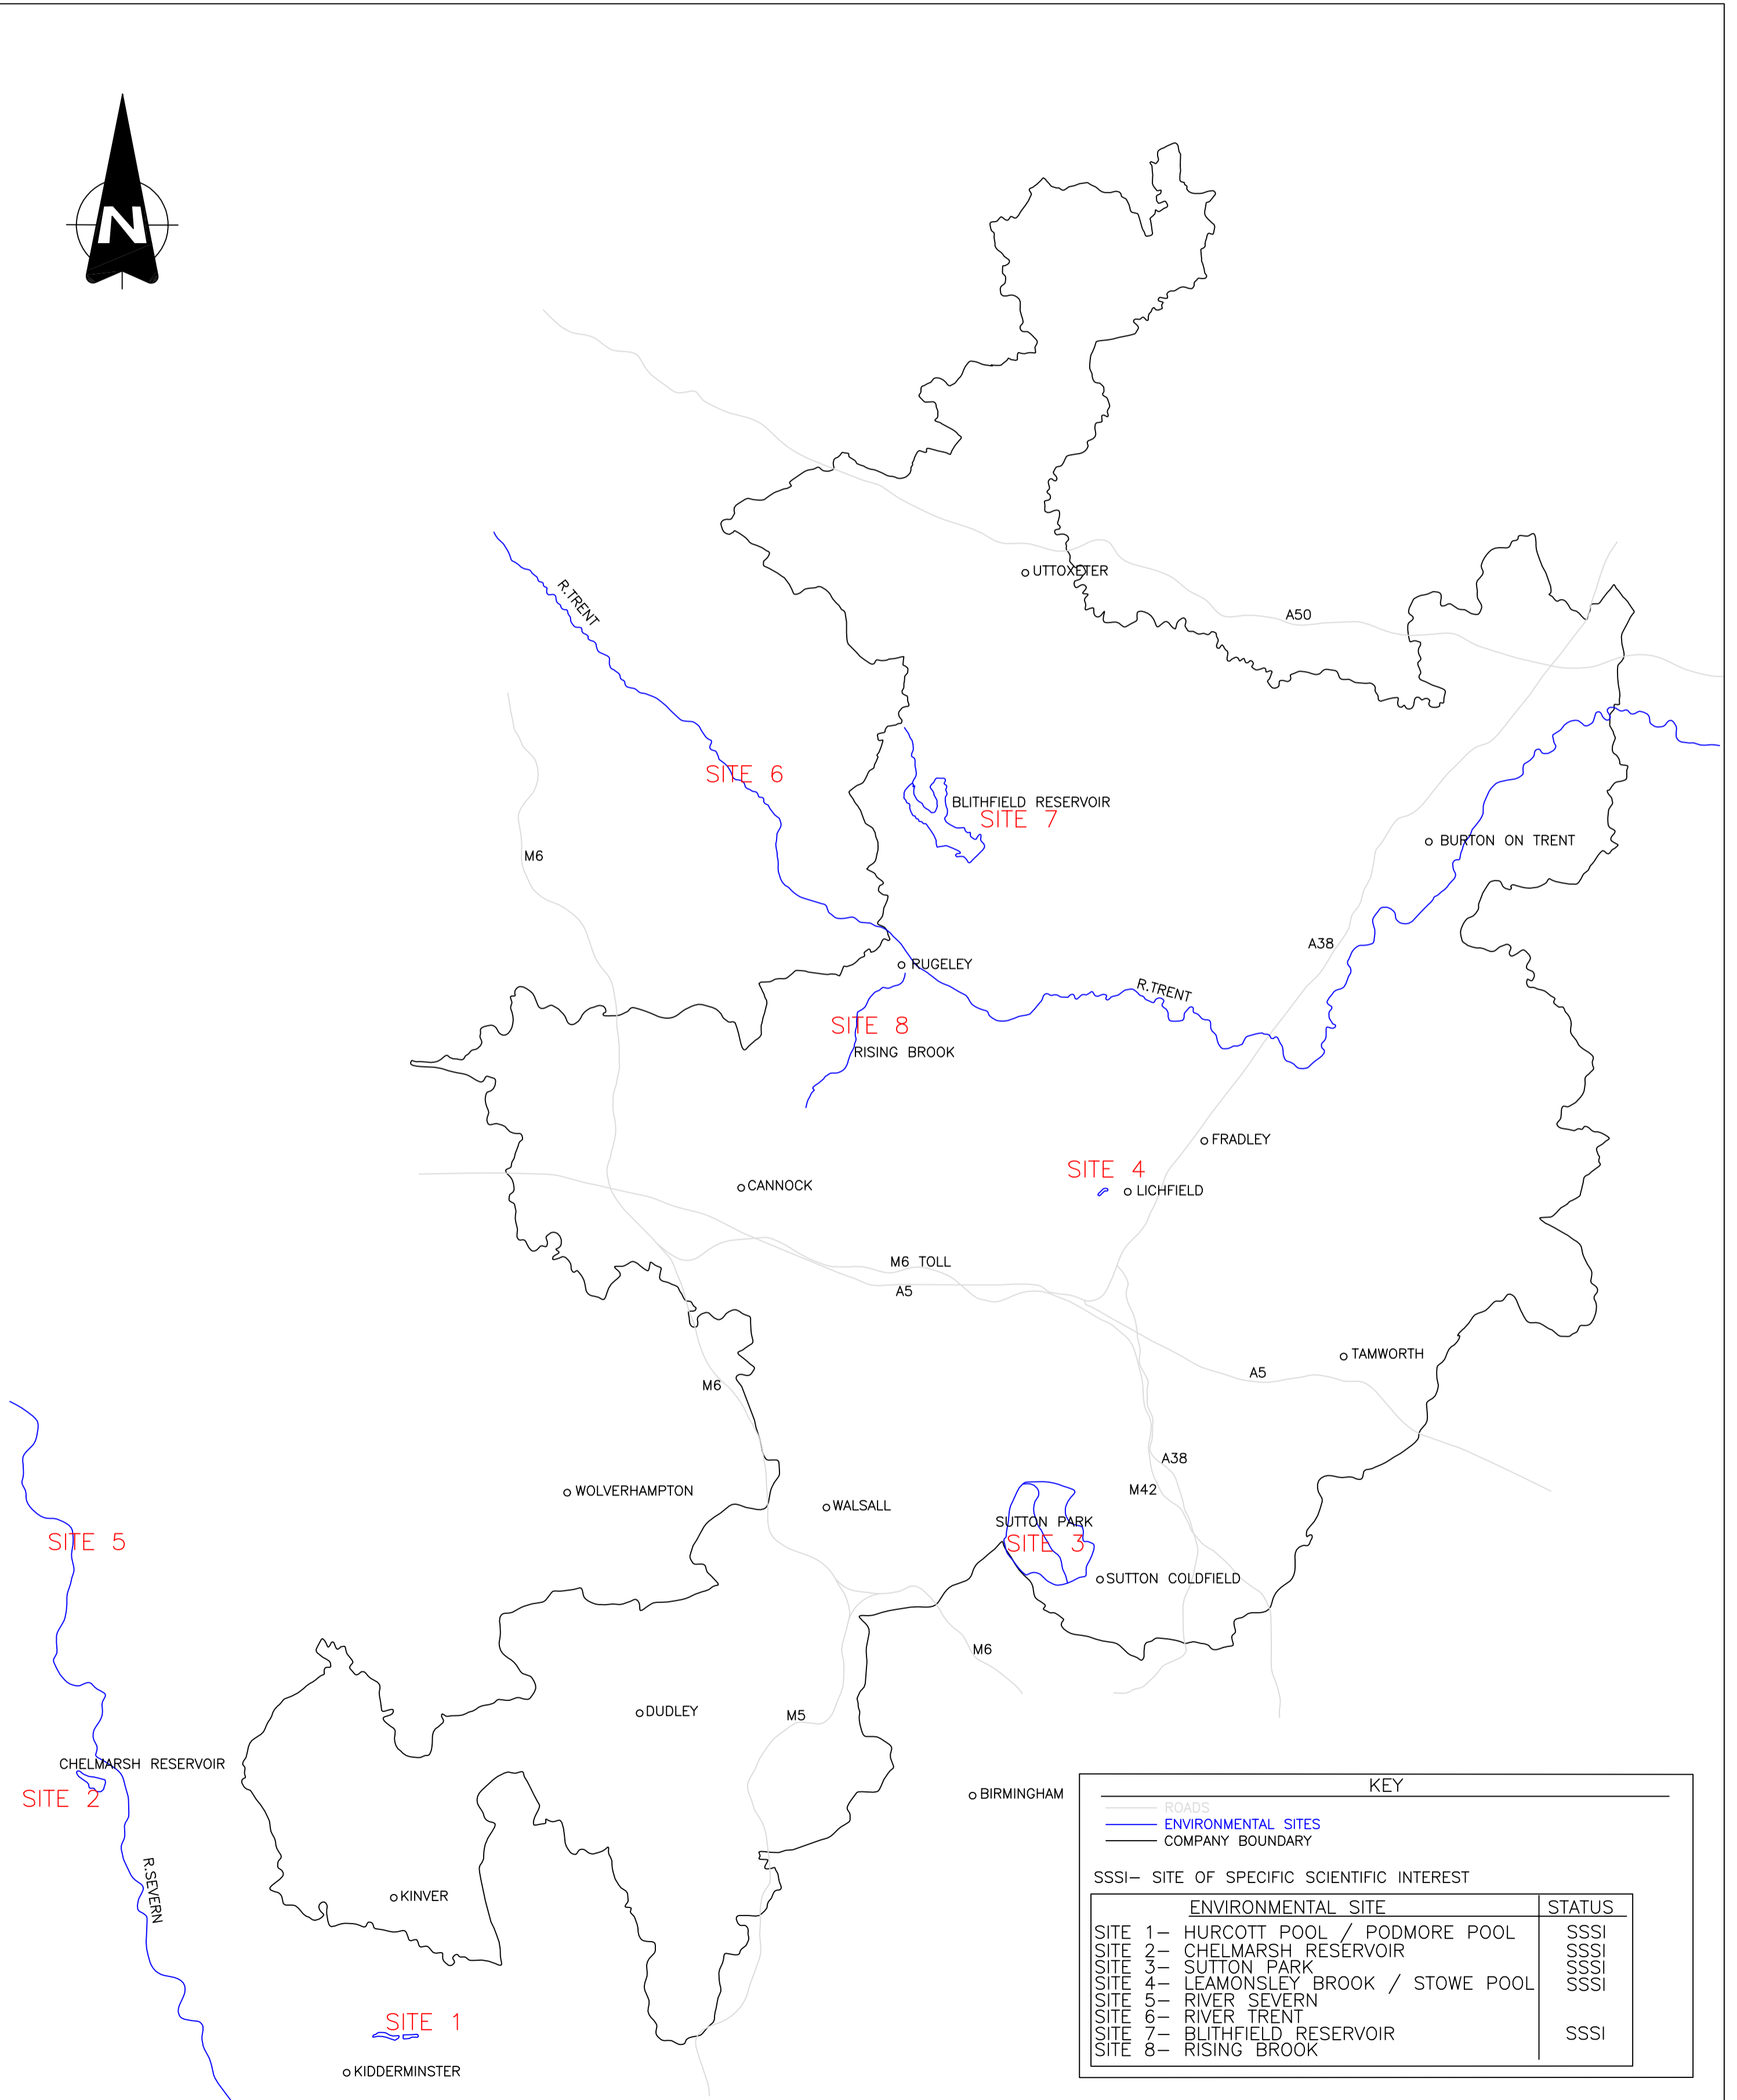 N
UTTOXETER
A50
R.TRENT
SITE 6
BLITHFIELD RESERVOIR
SITE 7
BURTON ON TRENT
M6
A38
RUGELEY
R.TRENT
SITE 8
RISING BROOK
FRADLEY
SITE 4
CANNOCK
LICHFIELD
M6 TOLL
A5
TAMWORTH
A5
M6
A38
M42
WOLVERHAMPTON
WALSALL
SUTTON PARK
SITE 3
SITE 5
SUTTON COLDFIELD
M6
DUDLEY
M5
CHELMARSH RESERVOIR
SITE 2
BIRMINGHAM
R.SEVERN
KINVER
SITE 1
KIDDERMINSTER
KEY
ROADS
ENVIRONMENTAL SITES
COMPANY BOUNDARY
SSSI- SITE OF SPECIFIC SCIENTIFIC INTEREST
ENVIRONMENTAL SITE STATUS
SITE 1- HURCOTT POOL / PODMORE POOL SSSI
SITE 2- CHELMARSH RESERVOIR SSSI
SITE 3- SUTTON PARK SSSI
SITE 4- LEAMONSLEY BROOK / STOWE POOL SSSI
SITE 5- RIVER SEVERN
SITE 6- RIVER TRENT
SITE 7- BLITHFIELD RESERVOIR SSSI
SITE 8- RISING BROOK